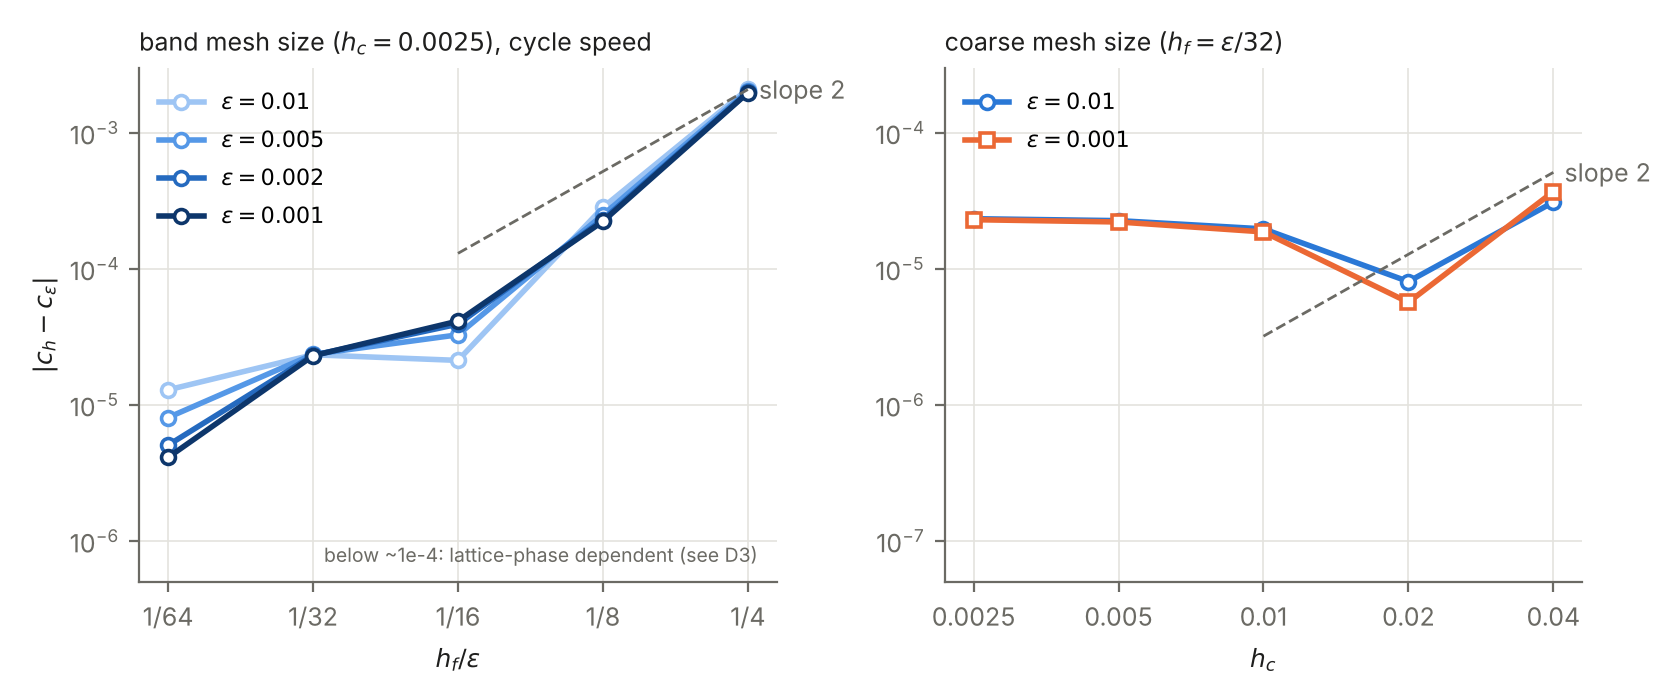 band mesh size (h_c = 0.0025), cycle speed
ε = 0.01
ε = 0.005
ε = 0.002
ε = 0.001
slope 2
10⁻³
10⁻⁴
10⁻⁵
10⁻⁶
|c_h − c_ε|
below ~1e-4: lattice-phase dependent (see D3)
1/64 1/32 1/16 1/8 1/4
h_f/ε
coarse mesh size (h_f = ε/32)
ε = 0.01
ε = 0.001
slope 2
10⁻⁴
10⁻⁵
10⁻⁶
10⁻⁷
0.0025 0.005 0.01 0.02 0.04
h_c